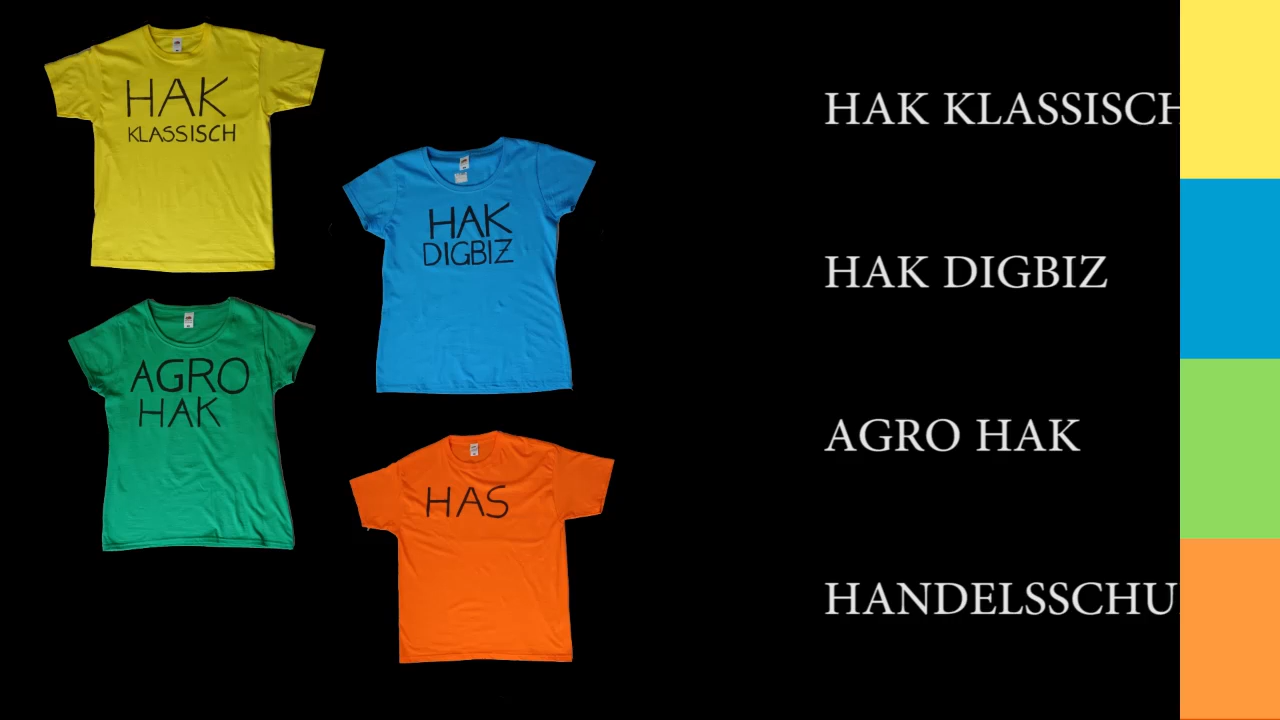 HAK
KLASSISCH
HAK
DIGBIZ
AGRO
HAK
HAS
HAK KLASSISCH
HAK DIGBIZ
AGRO HAK
HANDELSSCHU